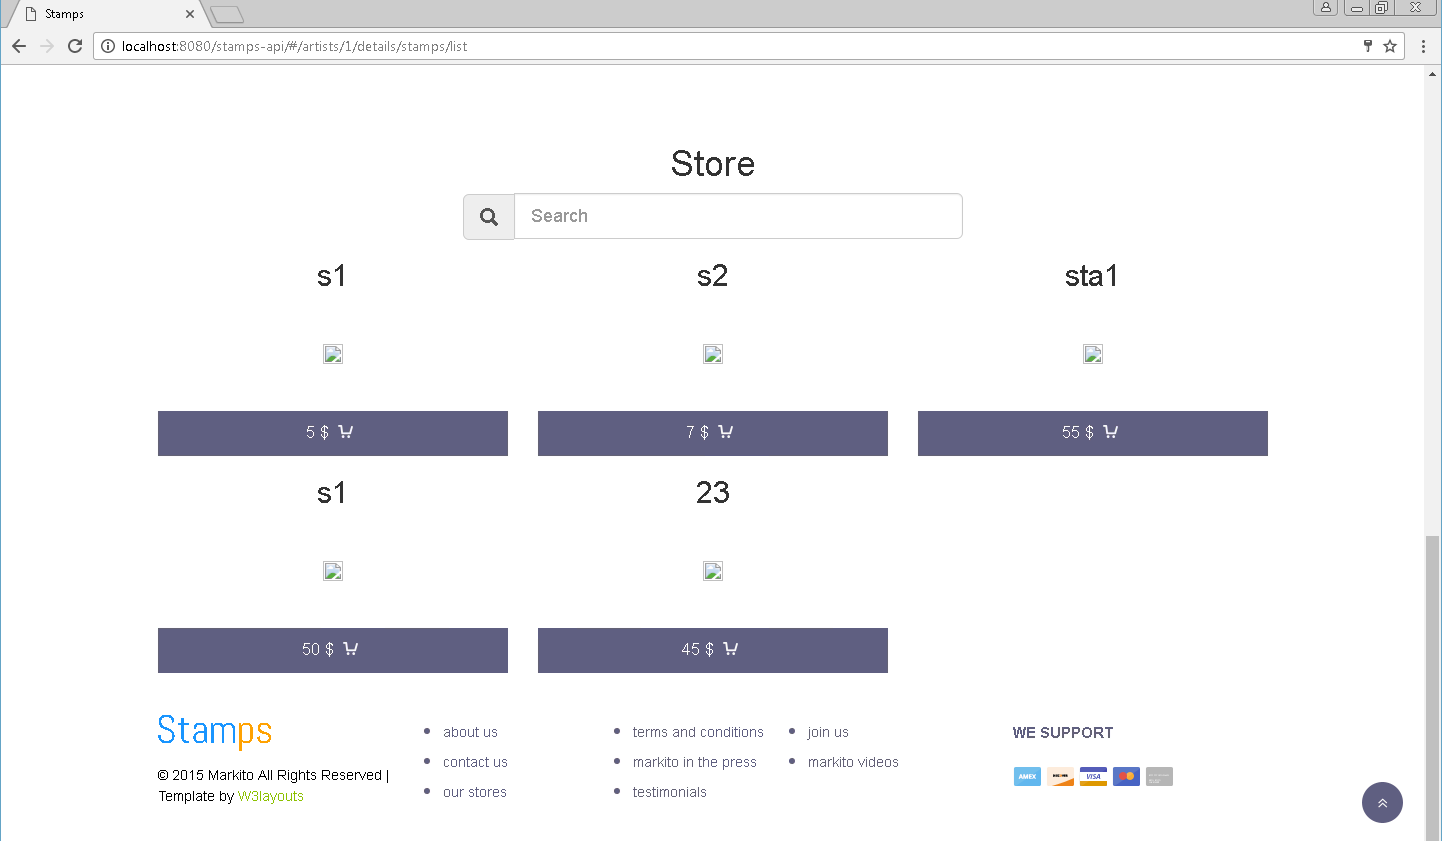 Stamps
localhost:8080/stamps-api/#/artists/1/details/stamps/list
Store
Search
s1
s2
sta1
5 $
7 $
55 $
s1
23
50 $
45 $
Stamps
© 2015 Markito All Rights Reserved |
Template by W3layouts
about us
contact us
our stores
terms and conditions
markito in the press
testimonials
join us
markito videos
WE SUPPORT
AMEX
DISCOVER
VISA